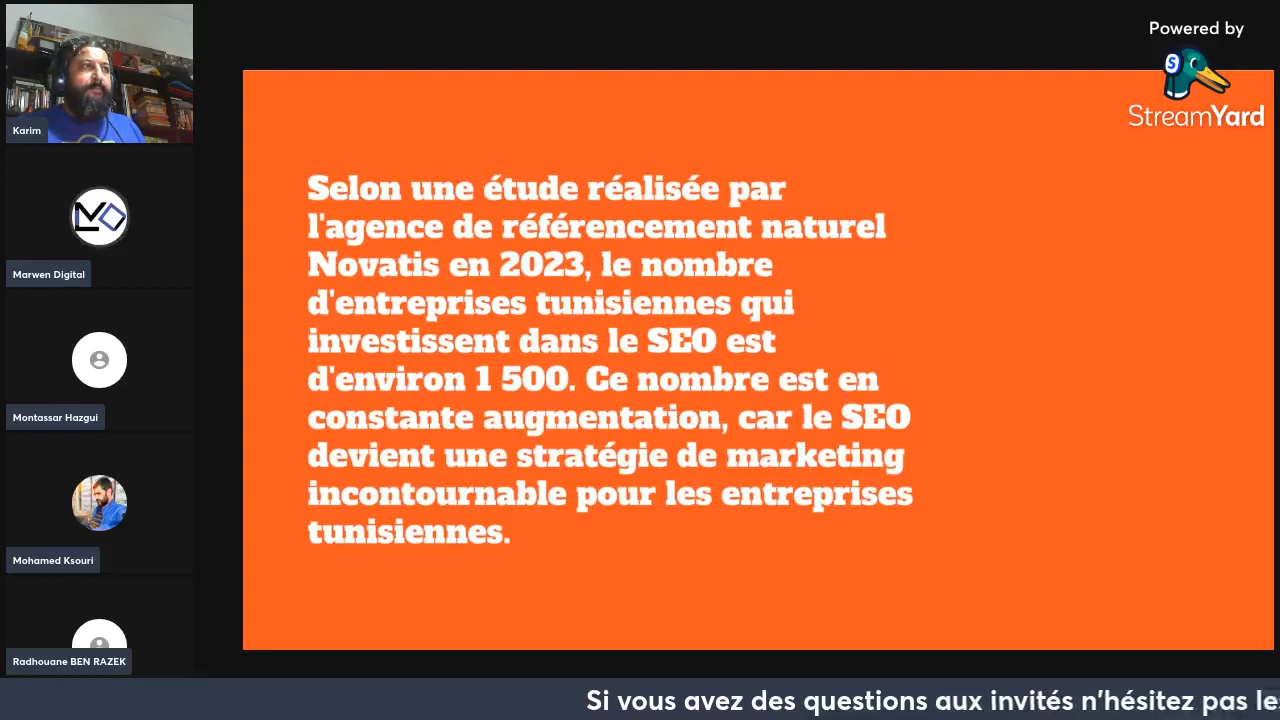 Powered by
StreamYard
Karim
Marwen Digital
Montassar Hazgui
Mohamed Ksouri
Radhouane BEN RAZEK
Selon une étude réalisée par
l'agence de référencement naturel
Novatis en 2023, le nombre
d'entreprises tunisiennes qui
investissent dans le SEO est
d'environ 1 500. Ce nombre est en
constante augmentation, car le SEO
devient une stratégie de marketing
incontournable pour les entreprises
tunisiennes.
Si vous avez des questions aux invités n'hésitez pas le